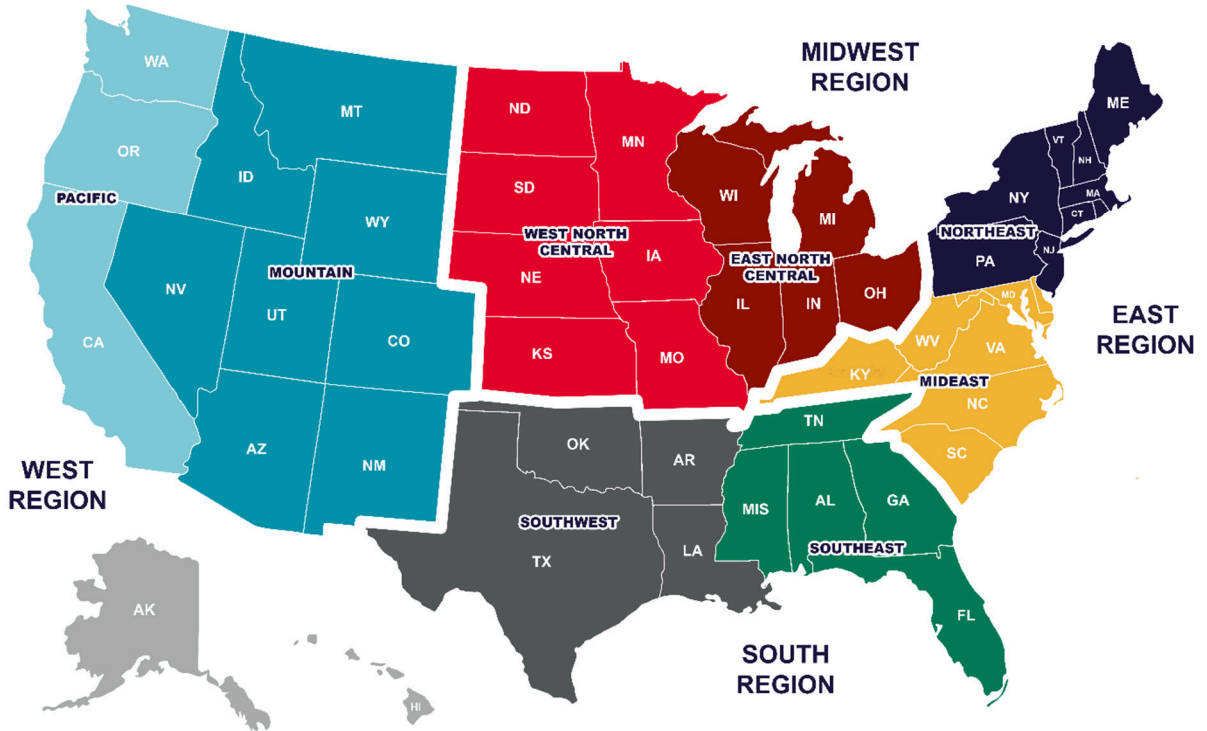 MIDWEST
REGION
WA
MT
ND
MN
ME
OR
ID
VT
NH
SD
WI
MI
NY
MA
PACIFIC
WY
CT
WEST NORTH
CENTRAL
NORTHEAST
MOUNTAIN
NE
IA
EAST NORTH
CENTRAL
PA
NJ
NV
UT
IL
IN
OH
MD
EAST
REGION
CA
CO
KS
MO
KY
WV
VA
MIDEAST
NC
AZ
NM
OK
AR
TN
SC
WEST
REGION
MIS
AL
GA
SOUTHWEST
TX
LA
SOUTHEAST
AK
FL
SOUTH
REGION
HI